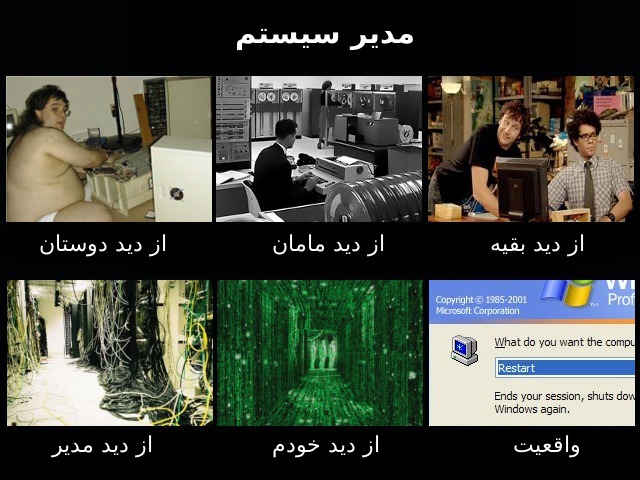 مدیر سیستم
از دید بقیه
از دید مامان
از دید دوستان
Copyright © 1985-2001
Microsoft Corporation
Prof
What do you want the compu
Restart
Ends your session, shuts dow
Windows again.
واقعیت
از دید خودم
از دید مدیر